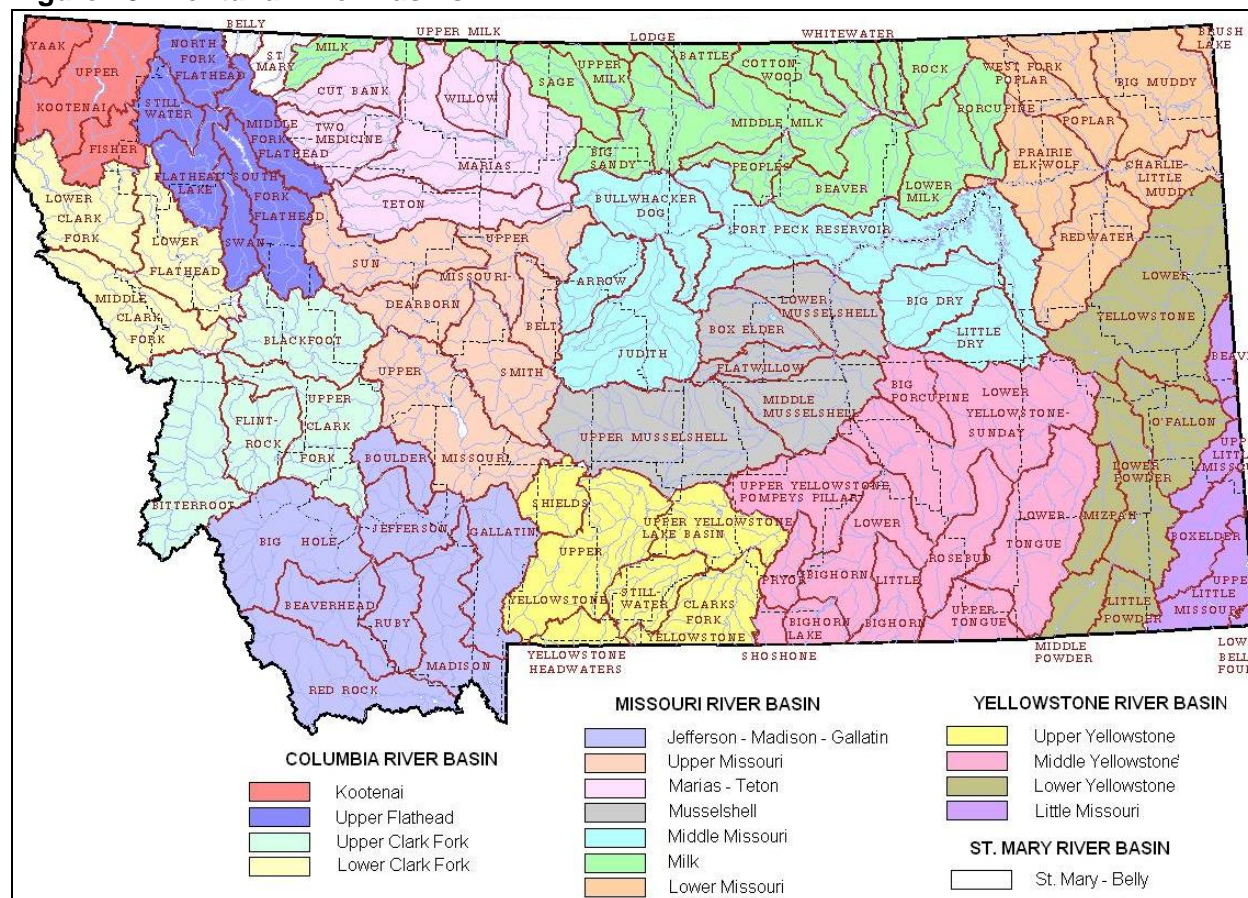 BELLY
UPPER MILK
LODGE
WHITEWATER
BRUSH
LAKE
YAAK
UPPER
KOOTENAI
FISHER
NORTH
FORK
FLATHEAD
STILL-
WATER
MIDDLE
FORK
FLATHEAD
FLATHEAD
LAKE
SOUTH
FORK
FLATHEAD
SWAN
ST.
MARY
MILK
CUT BANK
WILLOW
TWO
MEDICINE
MARIAS
TETON
SAGE
UPPER
MILK
BATTLE
COTTON-
WOOD
ROCK
MIDDLE MILK
BIG
SANDY
PEOPLES
BEAVER
LOWER
MILK
PORCUPINE
WEST FORK
POPLAR
BIG MUDDY
POPLAR
PRAIRIE
ELK-WOLF
CHARLIE-
LITTLE
MUDDY
REDWATER
LOWER
CLARK
FORK
LOWER
FLATHEAD
MIDDLE
CLARK
FORK
SUN
UPPER
MISSOURI-
DEARBORN
BELT
SMITH
UPPER
MISSOURI
BULLWHACKER
DOG
FORT PECK RESERVOIR
ARROW
JUDITH
BIG DRY
LITTLE
DRY
LOWER
MUSSELSHELL
BOX ELDER
FLATWILLOW
MIDDLE
MUSSELSHELL
UPPER MUSSELSHELL
BLACKFOOT
FLINT-
ROCK
UPPER
CLARK
FORK
BITTERROOT
BOULDER
BIG HOLE
JEFFERSON
GALLATIN
BEAVERHEAD
RUBY
MADISON
RED ROCK
SHIELDS
UPPER
YELLOWSTONE
UPPER YELLOWSTONE
LAKE BASIN
STILL-
WATER
CLARKS
FORK
YELLOWSTONE
BIG
PORCUPINE
LOWER
YELLOWSTONE-
SUNDAY
UPPER YELLOWSTONE
POMPEYS PILLAR
LOWER
BIGHORN
PRYOR
BIGHORN
LAKE
LITTLE
BIGHORN
ROSEBUD
LOWER
TONGUE
UPPER
TONGUE
LOWER
YELLOWSTONE
O'FALLON
LOWER
POWDER
MIZPAH
LITTLE
POWDER
BEAV
UPP
LITTL
MISSO
BOXELDER
UPPER
LITTLE
MISSOURI
YELLOWSTONE
HEADWATERS
SHOSHONE
MIDDLE
POWDER
LOW
BELL
FOU
COLUMBIA RIVER BASIN
Kootenai
Upper Flathead
Upper Clark Fork
Lower Clark Fork
MISSOURI RIVER BASIN
Jefferson - Madison - Gallatin
Upper Missouri
Marias - Teton
Musselshell
Middle Missouri
Milk
Lower Missouri
YELLOWSTONE RIVER BASIN
Upper Yellowstone
Middle Yellowstone
Lower Yellowstone
Little Missouri
ST. MARY RIVER BASIN
St. Mary - Belly